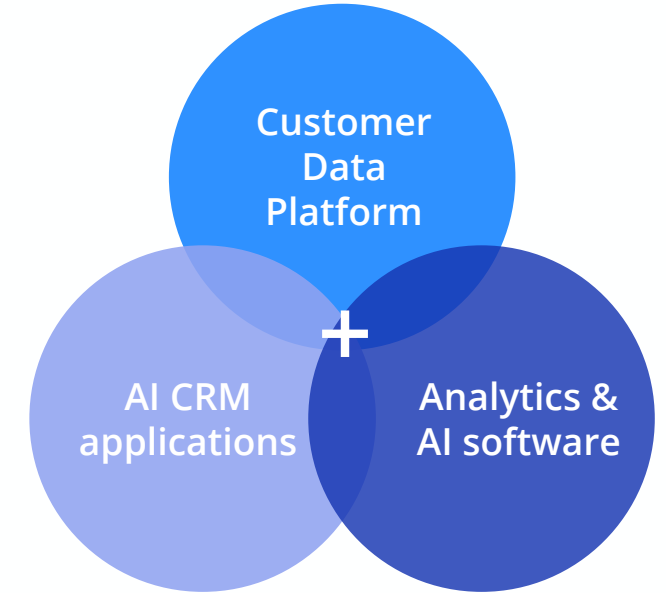 Customer
Data
Platform
+
AI CRM
applications
Analytics &
AI software